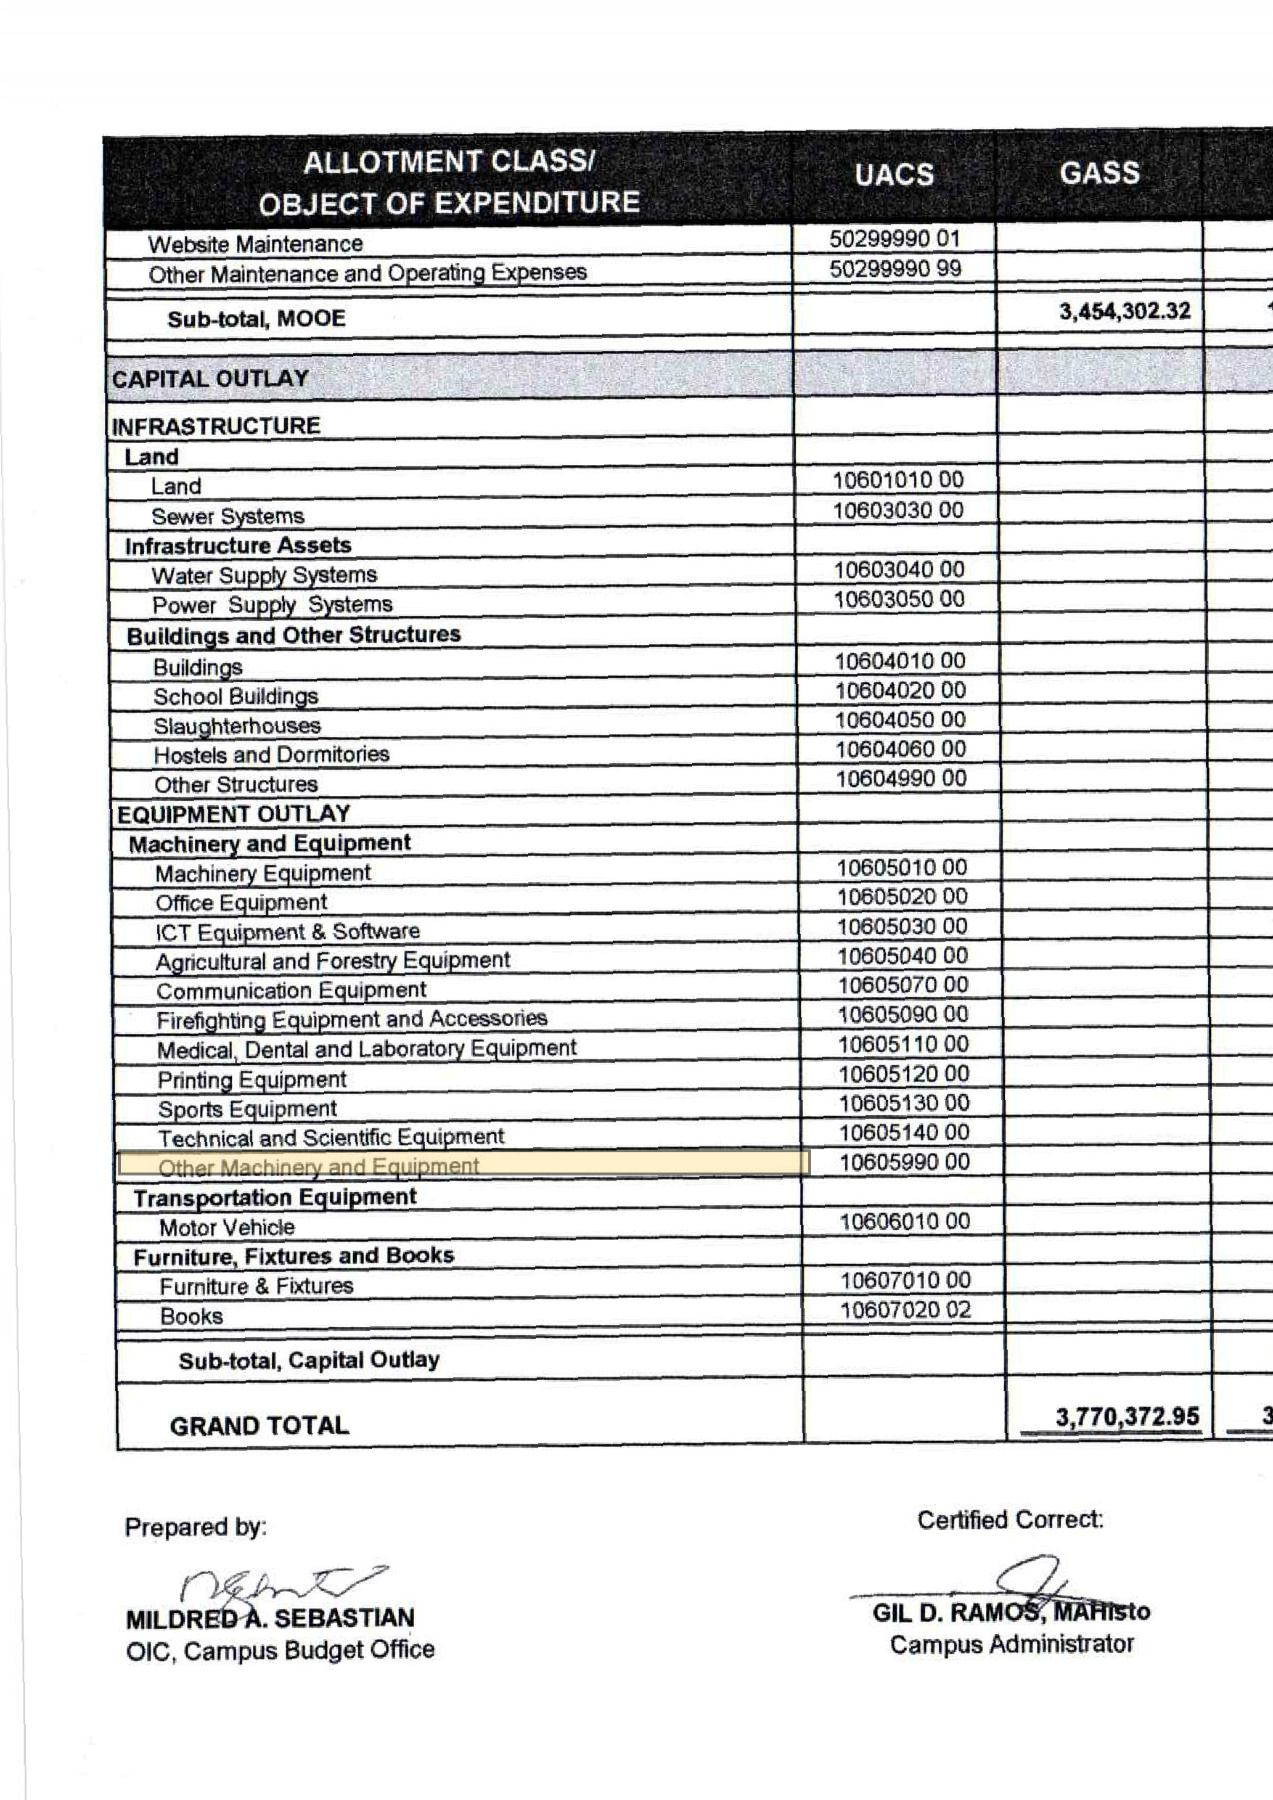 ALLOTMENT CLASS/
OBJECT OF EXPENDITURE UACS GASS
Website Maintenance 50299990 01
Other Maintenance and Operating Expenses 50299990 99
Sub-total, MOOE 3,454,302.32
CAPITAL OUTLAY
INFRASTRUCTURE
Land
Land 10601010 00
Sewer Systems 10603030 00
Infrastructure Assets
Water Supply Systems 10603040 00
Power Supply Systems 10603050 00
Buildings and Other Structures
Buildings 10604010 00
School Buildings 10604020 00
Slaughterhouses 10604050 00
Hostels and Dormitories 10604060 00
Other Structures 10604990 00
EQUIPMENT OUTLAY
Machinery and Equipment
Machinery Equipment 10605010 00
Office Equipment 10605020 00
ICT Equipment & Software 10605030 00
Agricultural and Forestry Equipment 10605040 00
Communication Equipment 10605070 00
Firefighting Equipment and Accessories 10605090 00
Medical, Dental and Laboratory Equipment 10605110 00
Printing Equipment 10605120 00
Sports Equipment 10605130 00
Technical and Scientific Equipment 10605140 00
Other Machinery and Equipment 10605990 00
Transportation Equipment
Motor Vehicle 10606010 00
Furniture, Fixtures and Books
Furniture & Fixtures 10607010 00
Books 10607020 02
Sub-total, Capital Outlay
GRAND TOTAL 3,770,372.95 3
Prepared by: Certified Correct:
MILDRED A. SEBASTIAN GIL D. RAMOS, MAHisto
OIC, Campus Budget Office Campus Administrator